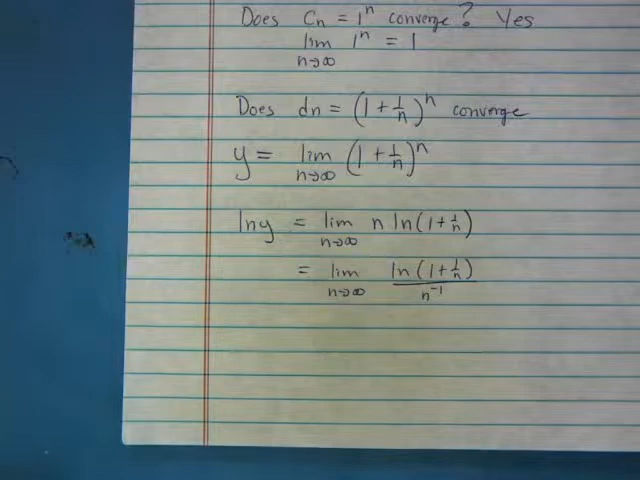 Does Cn = 1^n converge? Yes
lim 1^n = 1
n→∞
Does dn = (1 + 1/n)^n converge
y = lim (1 + 1/n)^n
n→∞
lny = lim n ln(1 + 1/n)
n→∞
= lim ln(1 + 1/n) / n^-1
n→∞